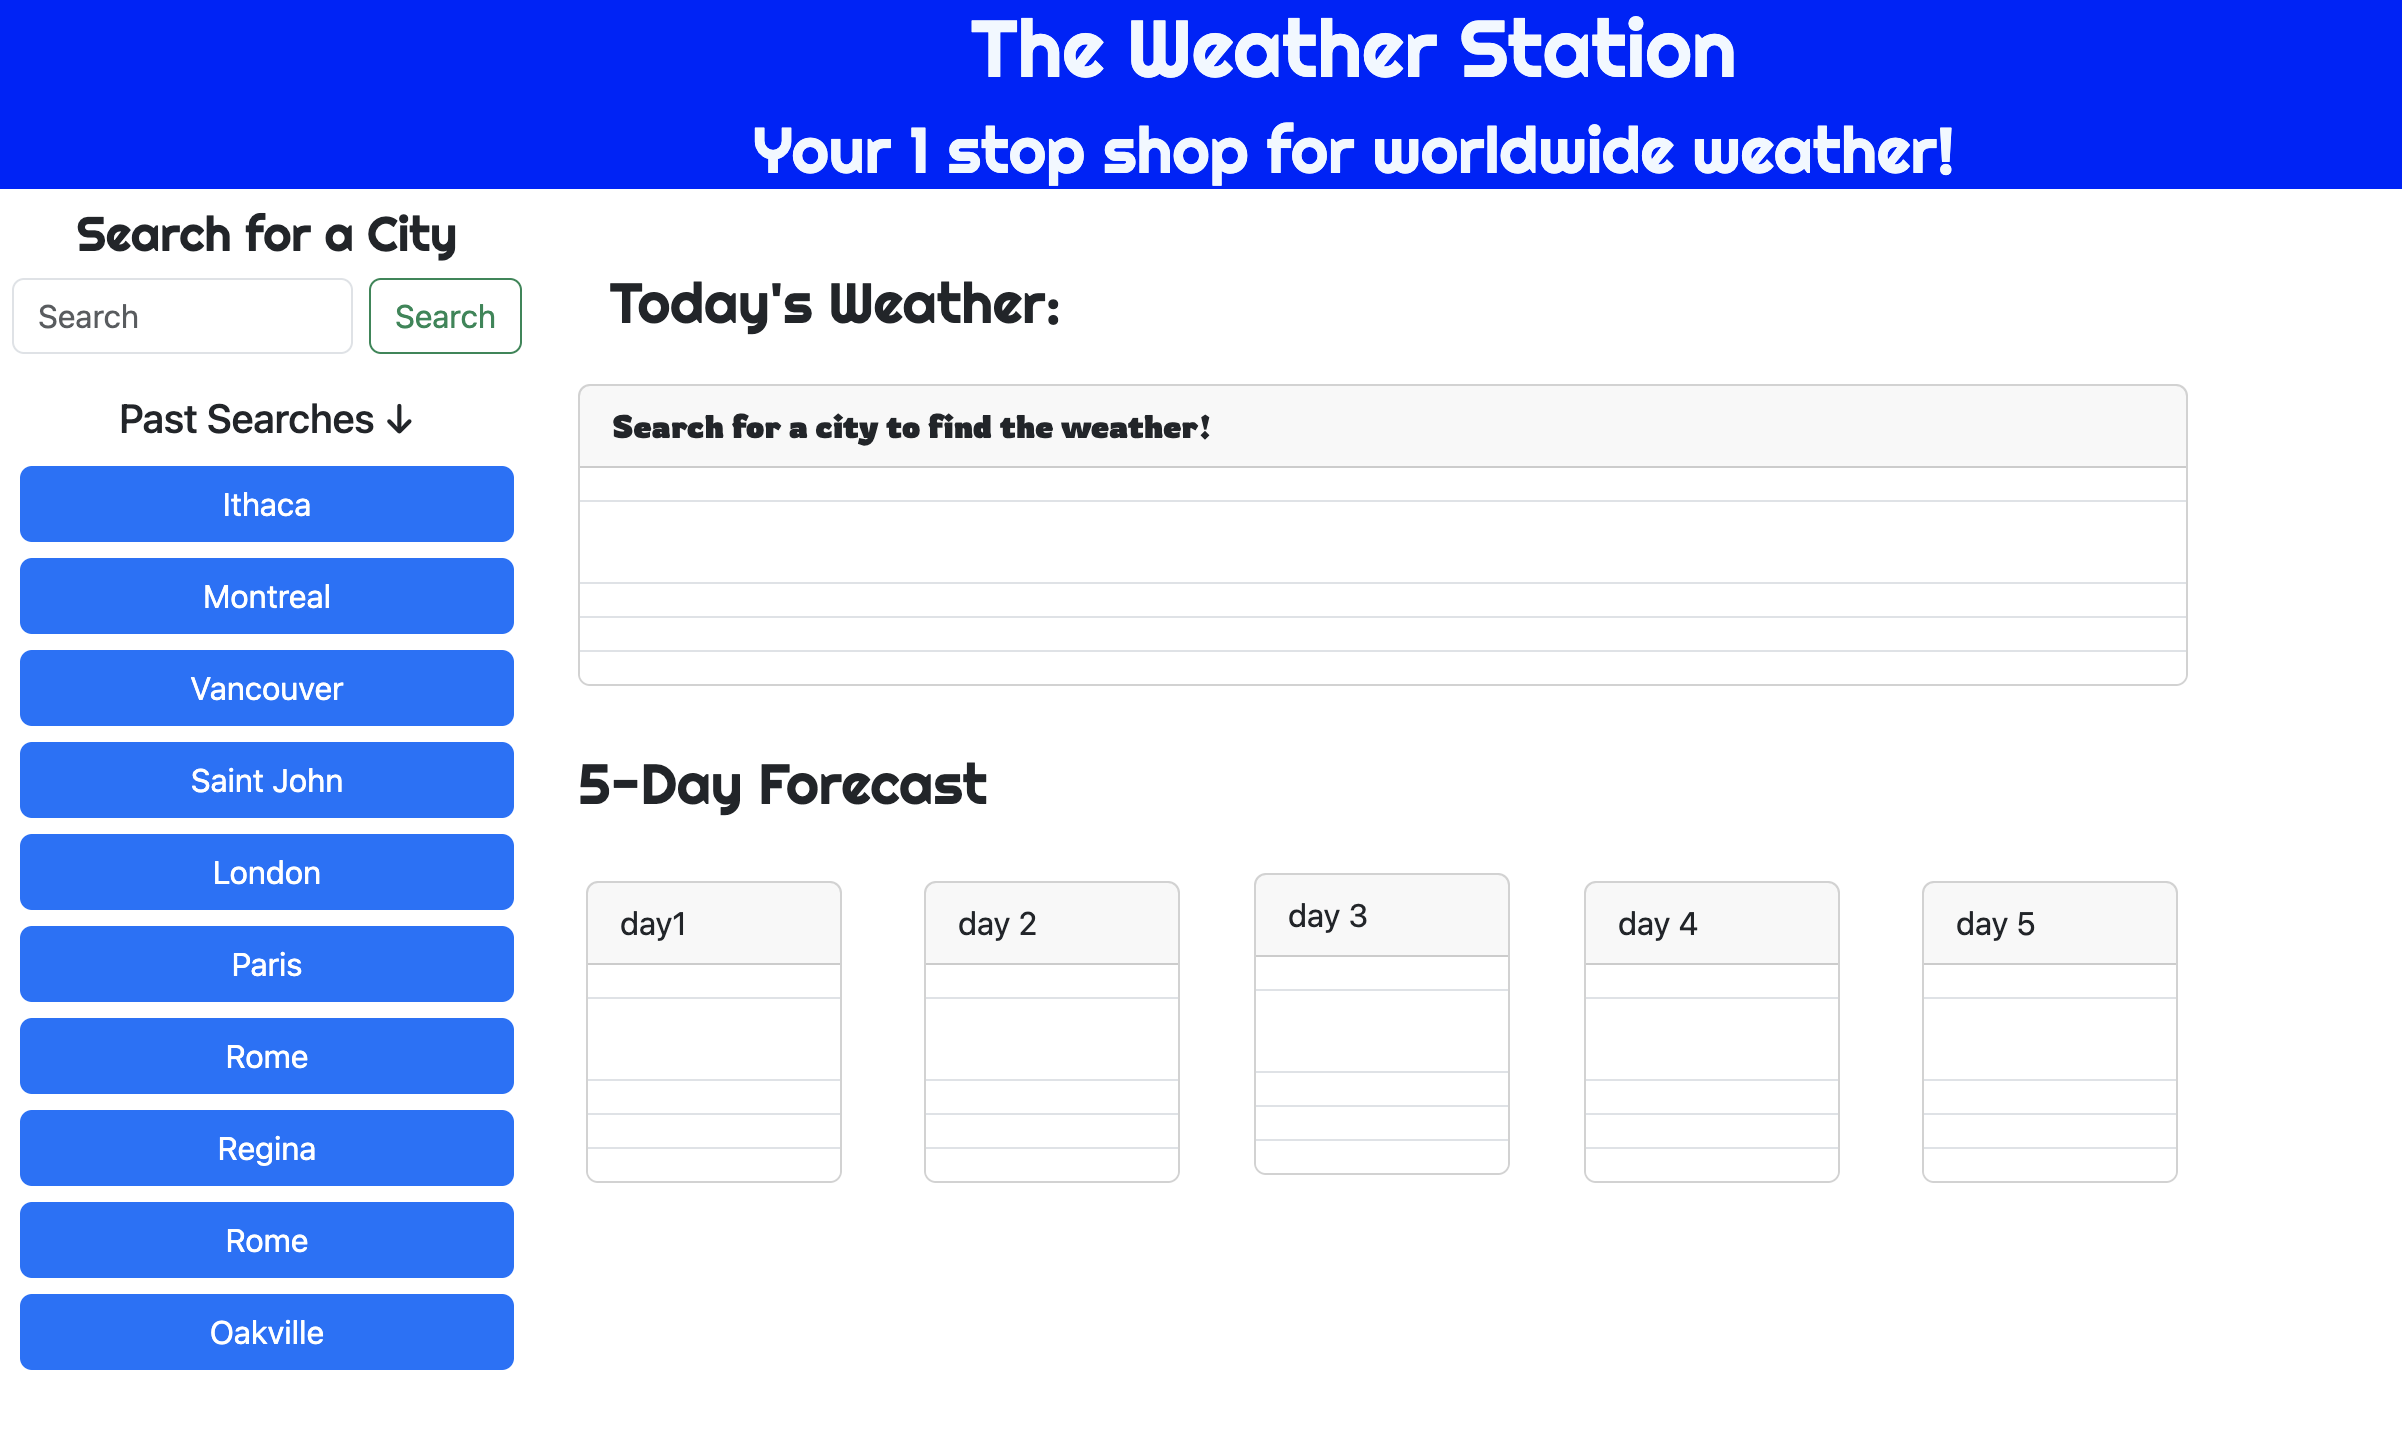 The Weather Station
Your 1 stop shop for worldwide weather!
Search for a City
Search
Search
Past Searches ↓
Ithaca
Montreal
Vancouver
Saint John
London
Paris
Rome
Regina
Rome
Oakville
Today's Weather:
Search for a city to find the weather!
5-Day Forecast
day1
day 2
day 3
day 4
day 5